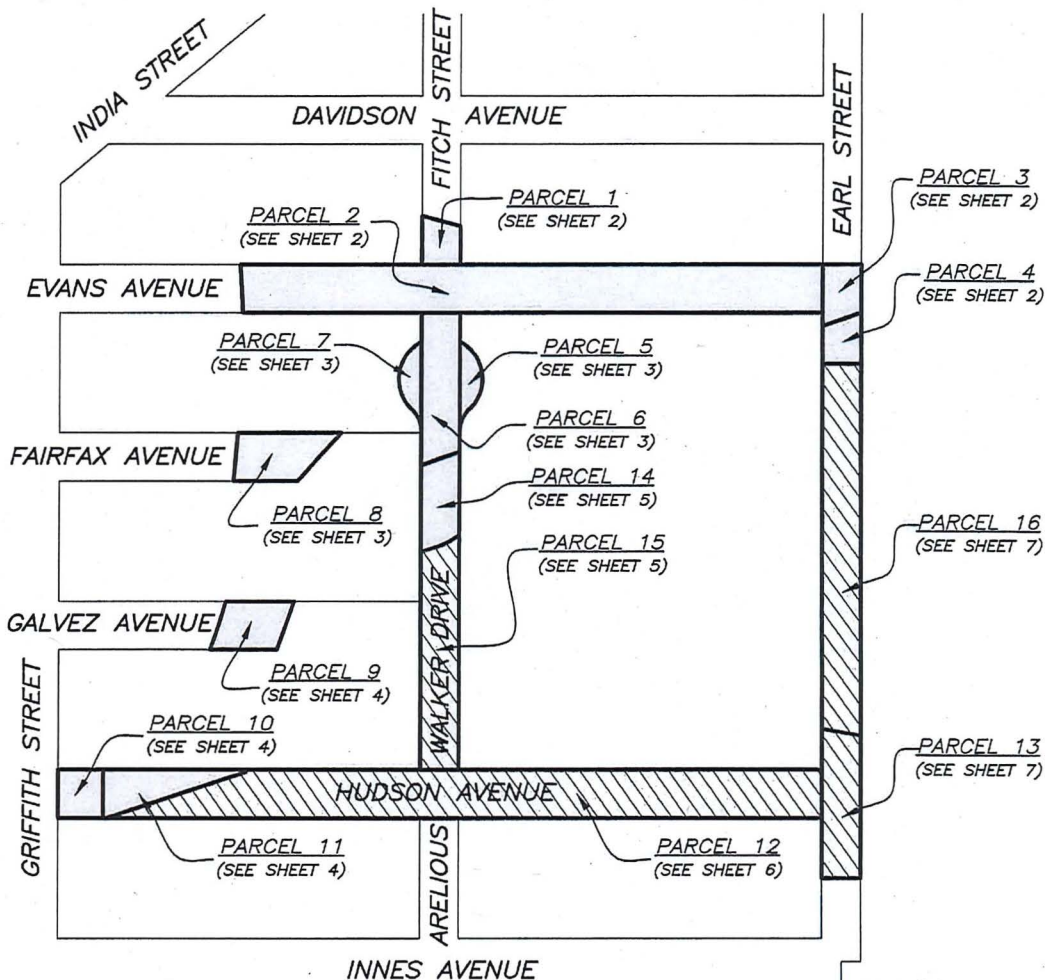 INDIA STREET
FITCH STREET
DAVIDSON AVENUE
EARL STREET
PARCEL 1
(SEE SHEET 2)
PARCEL 3
(SEE SHEET 2)
PARCEL 2
(SEE SHEET 2)
PARCEL 4
(SEE SHEET 2)
EVANS AVENUE
PARCEL 7
(SEE SHEET 3)
PARCEL 5
(SEE SHEET 3)
PARCEL 6
(SEE SHEET 3)
FAIRFAX AVENUE
PARCEL 14
(SEE SHEET 5)
PARCEL 8
(SEE SHEET 3)
PARCEL 16
(SEE SHEET 7)
PARCEL 15
(SEE SHEET 5)
GALVEZ AVENUE
PARCEL 9
(SEE SHEET 4)
ARELIOUS WALKER DRIVE
GRIFFITH STREET
PARCEL 10
(SEE SHEET 4)
PARCEL 13
(SEE SHEET 7)
HUDSON AVENUE
PARCEL 11
(SEE SHEET 4)
PARCEL 12
(SEE SHEET 6)
INNES AVENUE